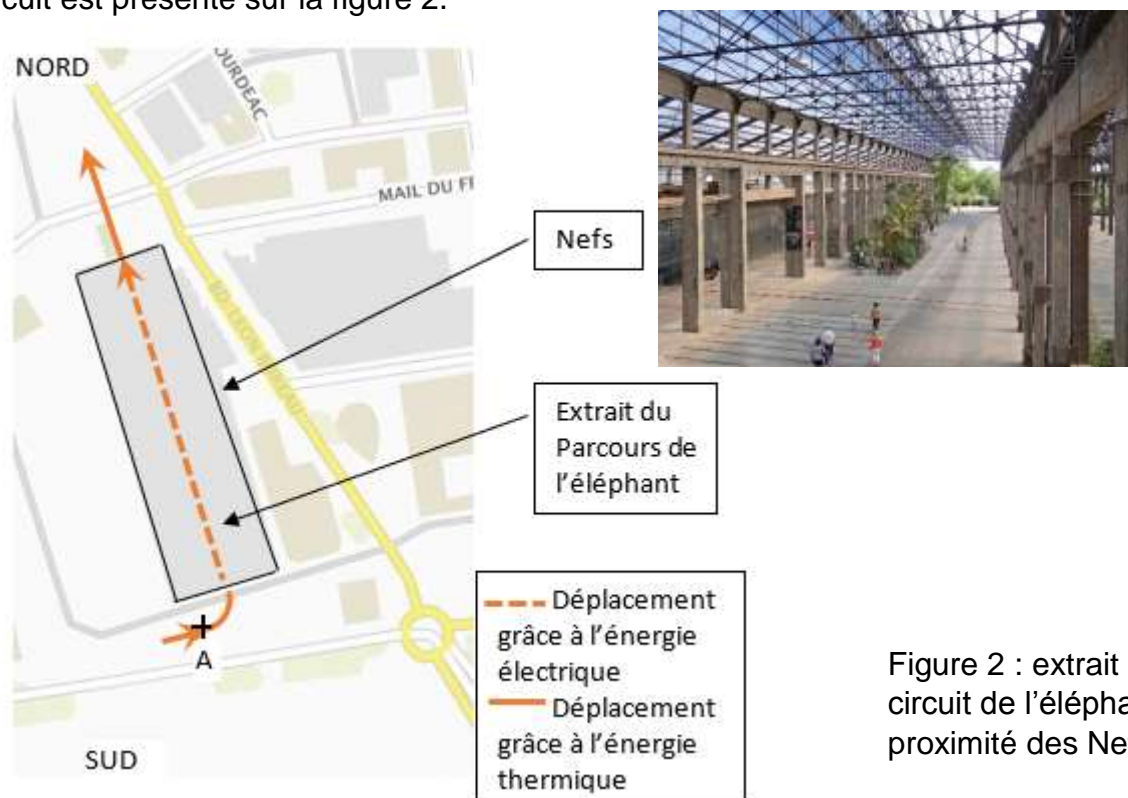 cuit est présenté sur la figure 2.
NORD
OURDEAC
MAIL DU FI
Nefs
Extrait du
Parcours de
l’éléphant
A
SUD
Déplacement
grâce à l’énergie
électrique
Déplacement
grâce à l’énergie
thermique
Figure 2 : extrait
circuit de l’élépha
proximité des Ne